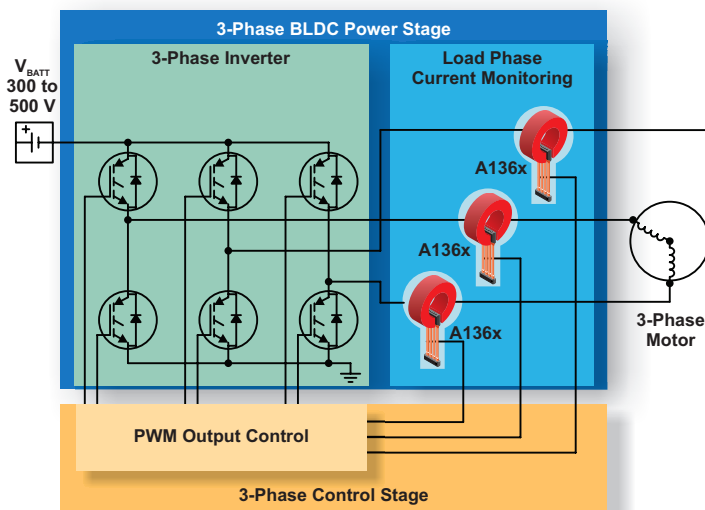 3-Phase BLDC Power Stage
3-Phase Inverter
Load Phase
Current Monitoring
V_BATT
300 to
500 V
+
A136x
A136x
A136x
3-Phase
Motor
PWM Output Control
3-Phase Control Stage